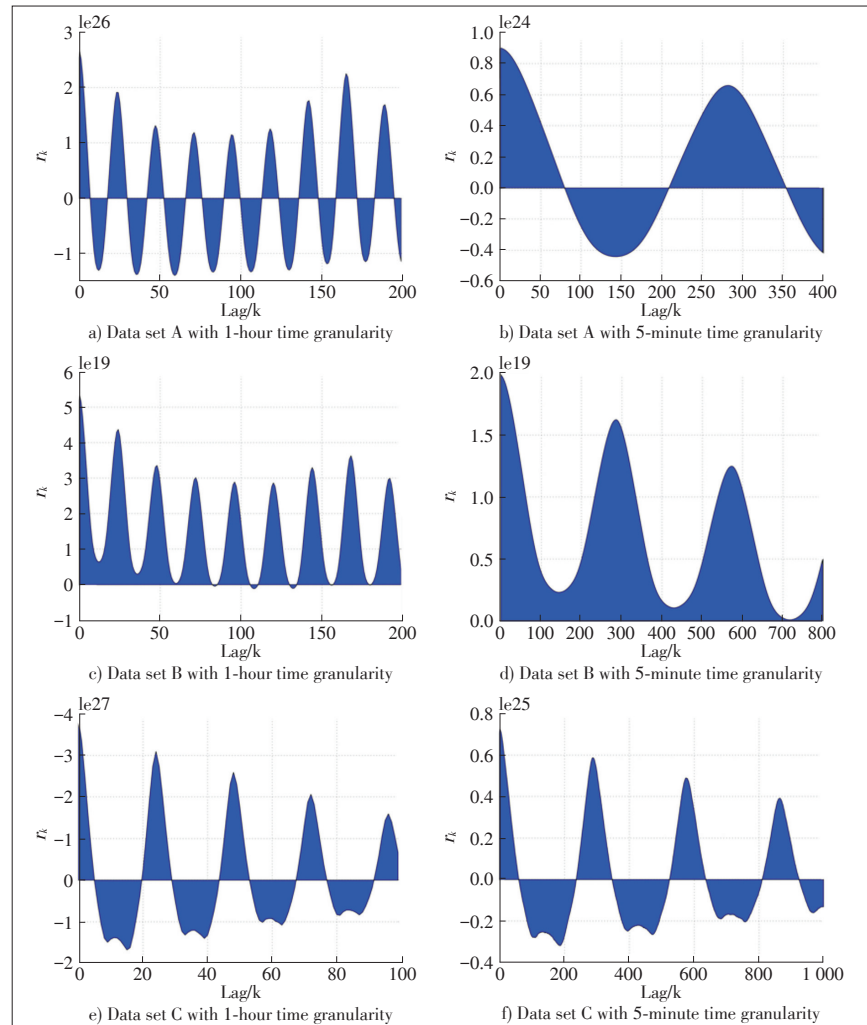 1e26
3
2
1
0
−1
r_k
0 50 100 150 200
Lag/k
a) Data set A with 1-hour time granularity
1e24
1.0
0.8
0.6
0.4
0.2
0.0
−0.2
−0.4
−0.6
r_k
0 50 100 150 200 250 300 350 400
Lag/k
b) Data set A with 5-minute time granularity
1e19
6
5
4
3
2
1
0
−1
r_k
0 50 100 150 200
Lag/k
c) Data set B with 1-hour time granularity
1e19
2.0
1.5
1.0
0.5
0.0
r_k
0 100 200 300 400 500 600 700 800
Lag/k
d) Data set B with 5-minute time granularity
1e27
−4
−3
−2
−1
0
−1
−2
r_k
0 20 40 60 80 100
Lag/k
e) Data set C with 1-hour time granularity
1e25
0.8
0.6
0.4
0.2
0.0
−0.2
−0.4
r_k
0 200 400 600 800 1 000
Lag/k
f) Data set C with 5-minute time granularity